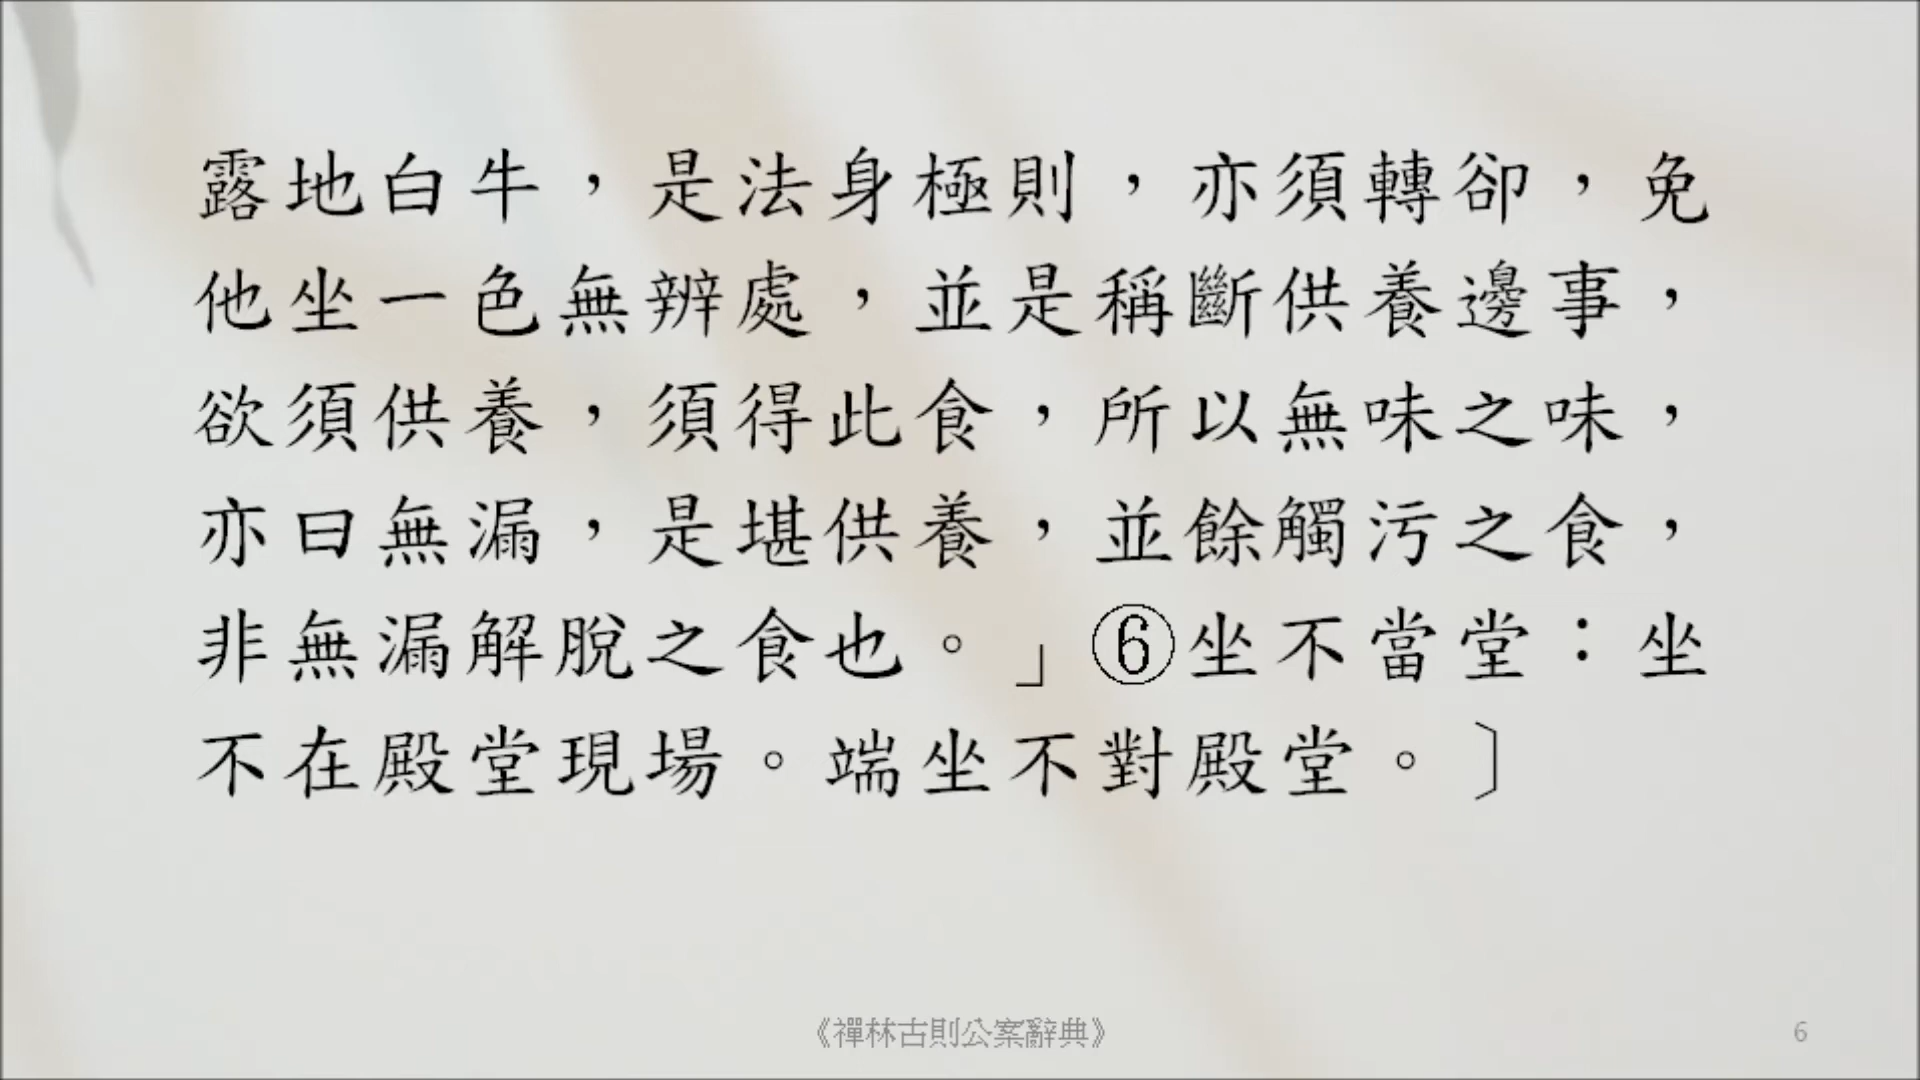 露地白牛，是法身極則，亦須轉卻，免
他坐一色無辨處，並是稱斷供養邊事，
欲須供養，須得此食，所以無味之味，
亦曰無漏，是堪供養，並餘觸污之食，
非無漏解脫之食也。」⑥坐不當堂：坐
不在殿堂現場。端坐不對殿堂。〕
《禪林古則公案辭典》
6